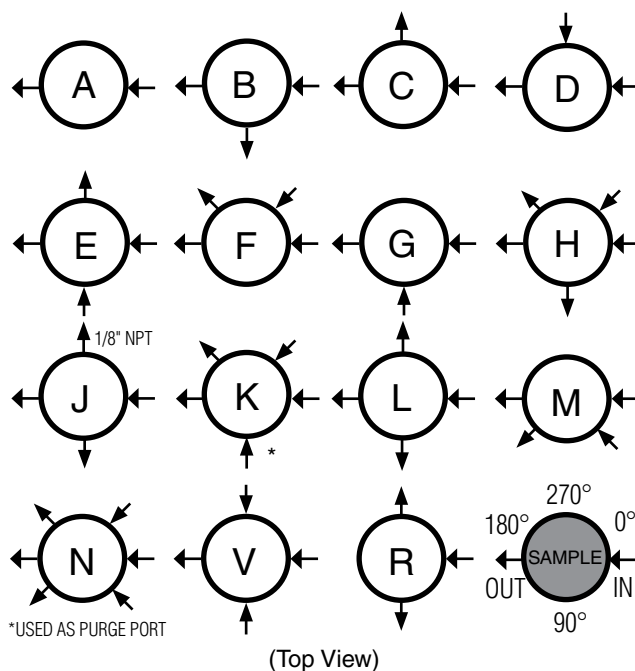 A B C D
E F G H
1/8" NPT
J K L M
*
270°
180° 0°
N V R SAMPLE
OUT IN
90°
*USED AS PURGE PORT
(Top View)